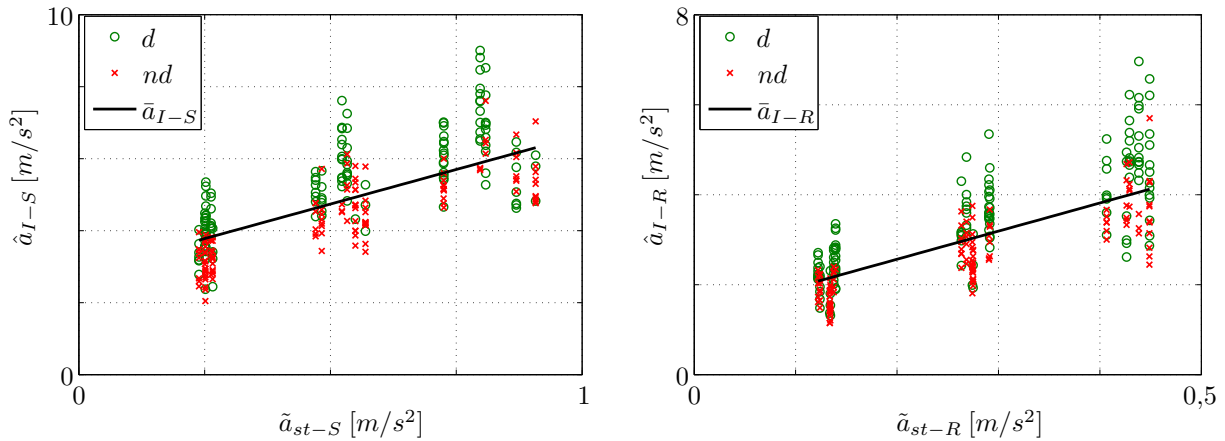 10
d
nd
ā_{I−S}
â_{I−S} [m/s²]
0
0
1
ã_{st−S} [m/s²]
8
d
nd
ā_{I−R}
â_{I−R} [m/s²]
0
0
0,5
ã_{st−R} [m/s²]